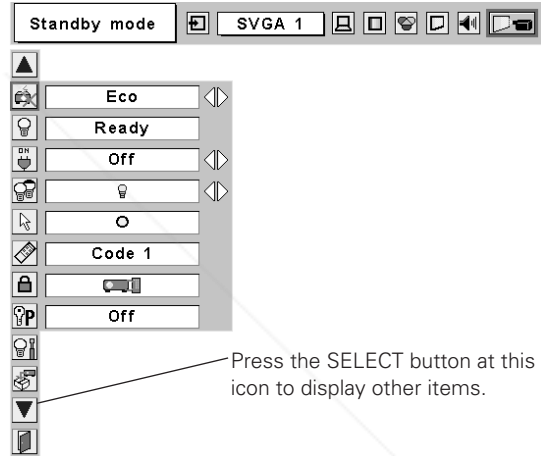 Standby mode
SVGA 1
Eco
Ready
ON
Off
Code 1
P
Off
Press the SELECT button at this
icon to display other items.